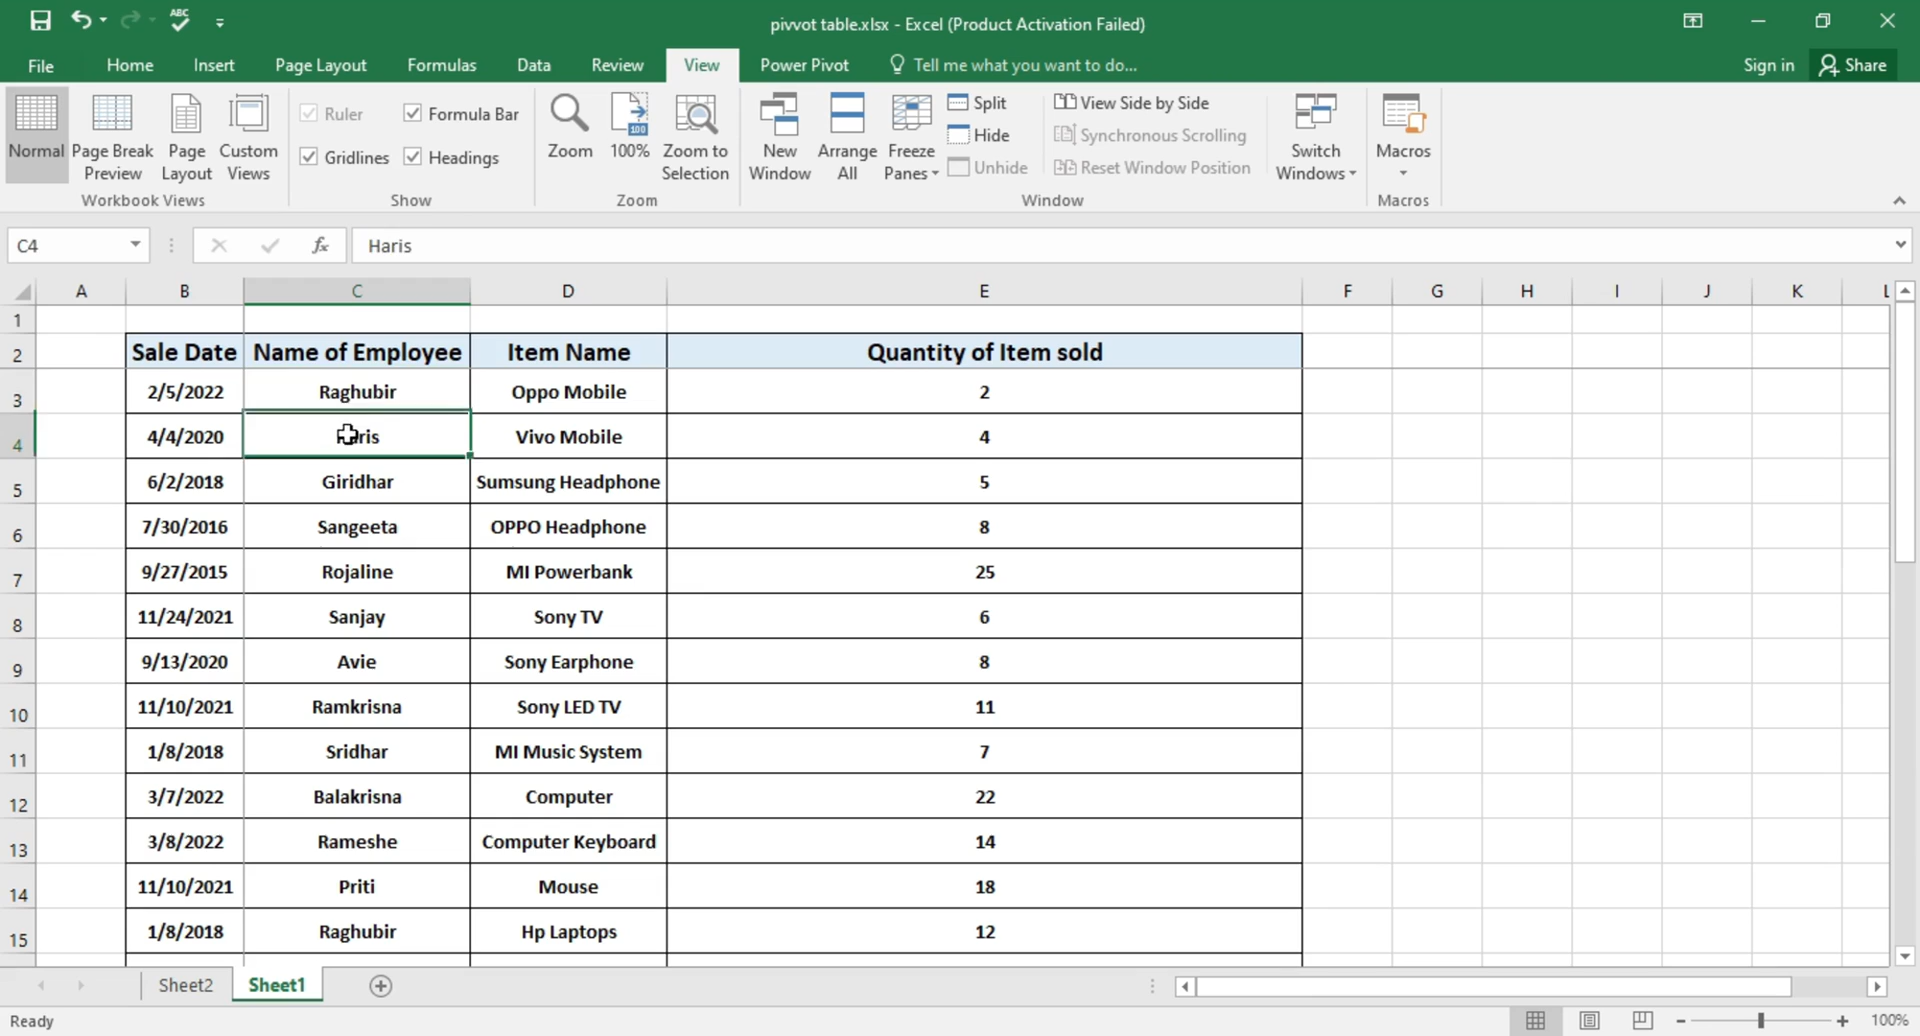 pivvot table.xlsx - Excel (Product Activation Failed)
File Home Insert Page Layout Formulas Data Review View Power Pivot Tell me what you want to do... Sign in Share
Normal Page Break Preview Page Layout Custom Views
Workbook Views
Ruler Formula Bar
Gridlines Headings
Show
Zoom 100% Zoom to Selection
Zoom
New Window Arrange All Freeze Panes
Split
Hide
Unhide
View Side by Side
Synchronous Scrolling
Reset Window Position
Switch Windows
Window
Macros
Macros
C4 fx Haris
A B C D E F G H I J K L
1
2 Sale Date Name of Employee Item Name Quantity of Item sold
3 2/5/2022 Raghubir Oppo Mobile 2
4 4/4/2020 Vivo Mobile 4
5 6/2/2018 Giridhar Sumsung Headphone 5
6 7/30/2016 Sangeeta OPPO Headphone 8
7 9/27/2015 Rojaline MI Powerbank 25
8 11/24/2021 Sanjay Sony TV 6
9 9/13/2020 Avie Sony Earphone 8
10 11/10/2021 Ramkrisna Sony LED TV 11
11 1/8/2018 Sridhar MI Music System 7
12 3/7/2022 Balakrisna Computer 22
13 3/8/2022 Rameshe Computer Keyboard 14
14 11/10/2021 Priti Mouse 18
15 1/8/2018 Raghubir Hp Laptops 12
Sheet2 Sheet1
Ready 100%